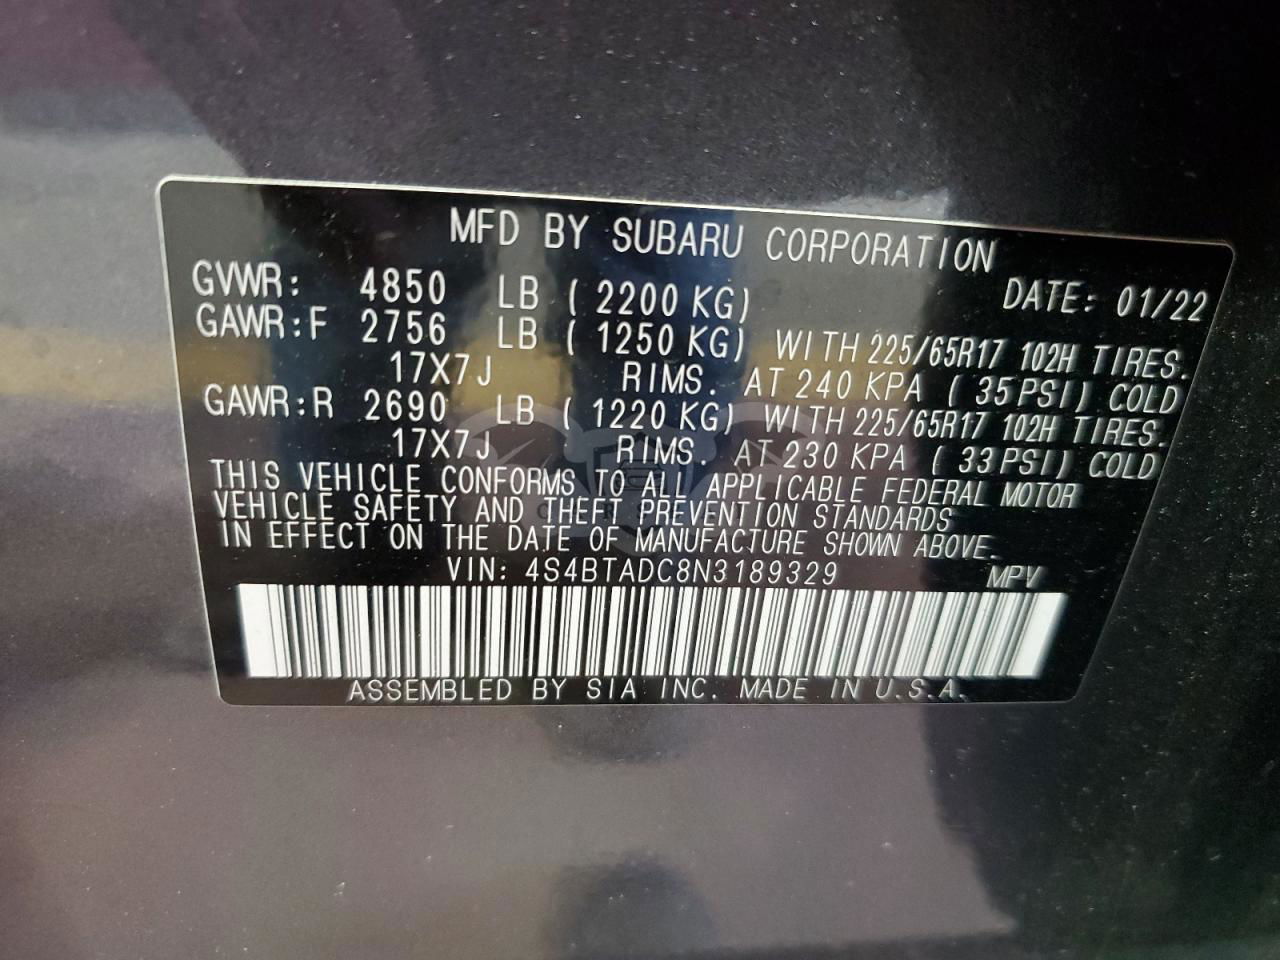 MFD BY SUBARU CORPORATION
GVWR: 4850 LB ( 2200 KG) DATE: 01/22
GAWR:F 2756 LB ( 1250 KG) WITH 225/65R17 102H TIRES.
17X7J RIMS. AT 240 KPA ( 35PSI) COLD
GAWR:R 2690 LB ( 1220 KG) WITH 225/65R17 102H TIRES.
17X7J RIMS. AT 230 KPA ( 33PSI) COLD
THIS VEHICLE CONFORMS TO ALL APPLICABLE FEDERAL MOTOR
VEHICLE SAFETY AND THEFT PREVENTION STANDARDS
IN EFFECT ON THE DATE OF MANUFACTURE SHOWN ABOVE.
VIN: 4S4BTADC8N3189329 MPV
ASSEMBLED BY SIA INC. MADE IN U.S.A.